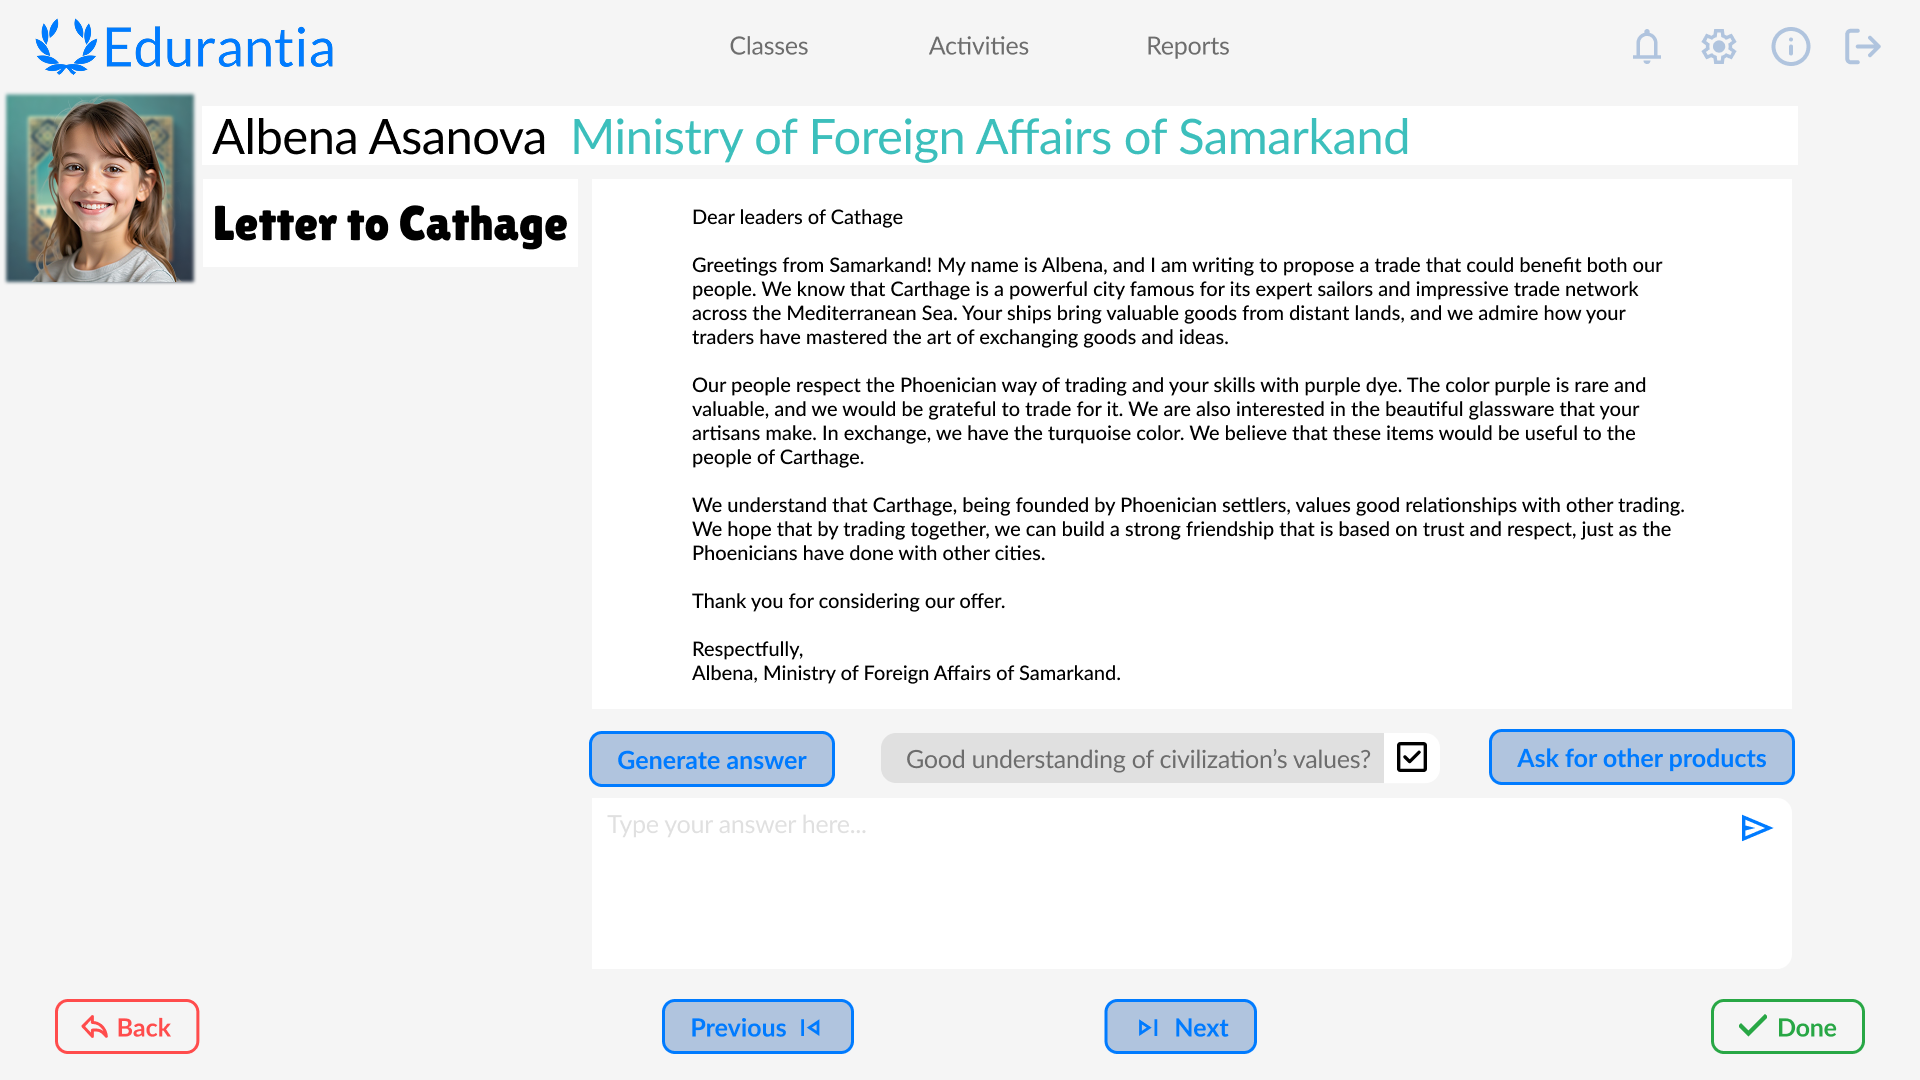 Edurantia
Classes
Activities
Reports
Albena Asanova Ministry of Foreign Affairs of Samarkand
Letter to Cathage
Dear leaders of Cathage
Greetings from Samarkand! My name is Albena, and I am writing to propose a trade that could benefit both our
people. We know that Carthage is a powerful city famous for its expert sailors and impressive trade network
across the Mediterranean Sea. Your ships bring valuable goods from distant lands, and we admire how your
traders have mastered the art of exchanging goods and ideas.
Our people respect the Phoenician way of trading and your skills with purple dye. The color purple is rare and
valuable, and we would be grateful to trade for it. We are also interested in the beautiful glassware that your
artisans make. In exchange, we have the turquoise color. We believe that these items would be useful to the
people of Carthage.
We understand that Carthage, being founded by Phoenician settlers, values good relationships with other trading.
We hope that by trading together, we can build a strong friendship that is based on trust and respect, just as the
Phoenicians have done with other cities.
Thank you for considering our offer.
Respectfully,
Albena, Ministry of Foreign Affairs of Samarkand.
Generate answer
Good understanding of civilization's values?
Ask for other products
Type your answer here...
Back
Previous
Next
Done